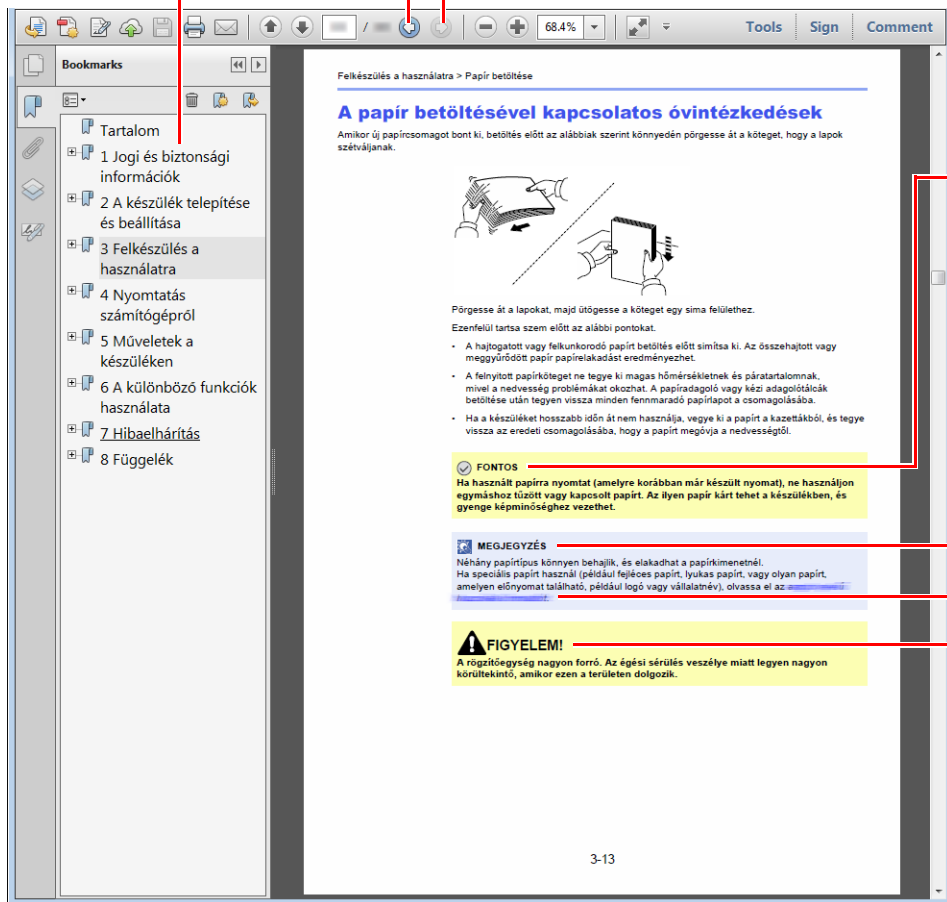 /
68.4%
Tools
Sign
Comment
Bookmarks
Tartalom
1 Jogi és biztonsági
információk
2 A készülék telepítése
és beállítása
3 Felkészülés a
használatra
4 Nyomtatás
számítógépről
5 Műveletek a
készüléken
6 A különböző funkciók
használata
7 Hibaelhárítás
8 Függelék
Felkészülés a használatra > Papír betöltése
A papír betöltésével kapcsolatos óvintézkedések
Amikor új papírcsomagot bont ki, betöltés előtt az alábbiak szerint könnyedén pörgesse át a köteget, hogy a lapok
szétváljanak.
Pörgesse át a lapokat, majd ütögesse a köteget egy sima felülethez.
Ezenfelül tartsa szem előtt az alábbi pontokat.
• A hajtogatott vagy felkunkorodó papírt betöltés előtt simítsa ki. Az összehajtott vagy
meggyűrődött papír papírelakadást eredményezhet.
• A felnyitott papírköteget ne tegye ki magas hőmérsékletnek és páratartalomnak,
mivel a nedvesség problémákat okozhat. A papíradagoló vagy kézi adagolótálcák
betöltése után tegyen vissza minden fennmaradó papírlapot a csomagolásába.
• Ha a készüléket hosszabb időn át nem használja, vegye ki a papírt a kazettákból, és tegye
vissza az eredeti csomagolásába, hogy a papírt megóvja a nedvességtől.
FONTOS
Ha használt papírra nyomtat (amelyre korábban már készült nyomat), ne használjon
egymáshoz tűzött vagy kapcsolt papírt. Az ilyen papír kárt tehet a készülékben, és
gyenge képminőséghez vezethet.
MEGJEGYZÉS
Néhány papírtípus könnyen behajlik, és elakadhat a papírkimenetnél.
Ha speciális papírt használ (például fejléces papírt, lyukas papírt, vagy olyan papírt,
amelyen előnyomat található, például logó vagy vállalatnév), olvassa el az
FIGYELEM!
A rögzítőegység nagyon forró. Az égési sérülés veszélye miatt legyen nagyon
körültekintő, amikor ezen a területen dolgozik.
3-13